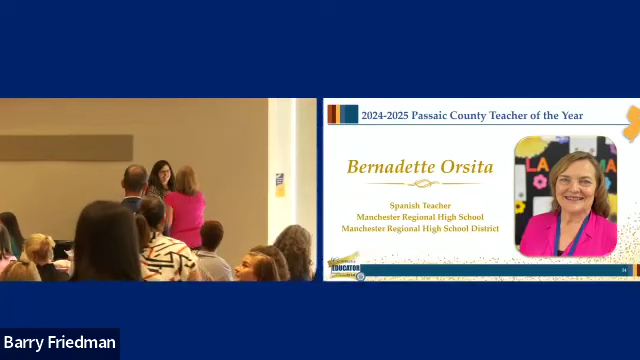 2024-2025 Passaic County Teacher of the Year
Bernadette Orsita
Spanish Teacher
Manchester Regional High School
Manchester Regional High School District
EDUCATOR
Barry Friedman